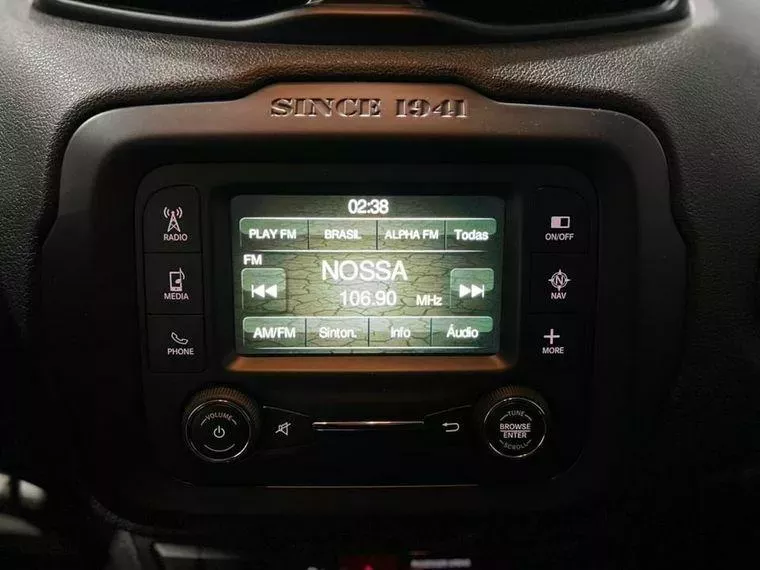 SINCE 1941
02:38
PLAY FM BRASIL ALPHA FM Todas
FM
NOSSA
106.90 MHz
AM/FM Sinton. Info Áudio
RADIO
MEDIA
PHONE
ON/OFF
N
NAV
MORE
VOLUME
TUNE
BROWSE
ENTER
SCROLL